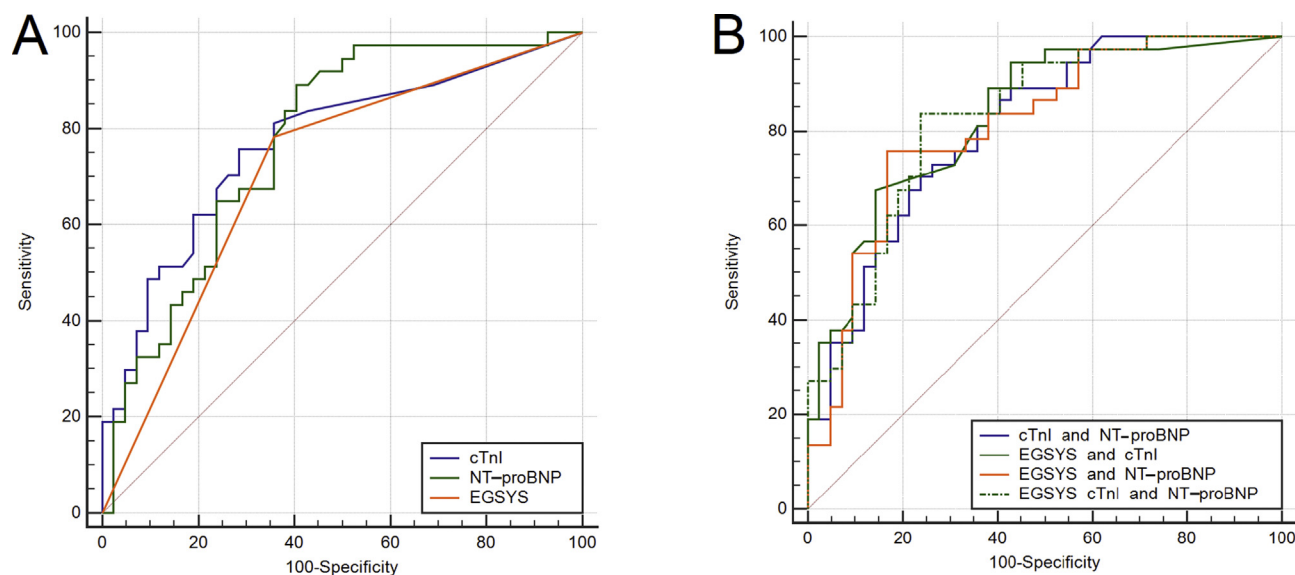 A
100
80
60
40
20
0
Sensitivity
0 20 40 60 80 100
100-Specificity
cTnI
NT-proBNP
EGSYS
B
100
80
60
40
20
0
Sensitivity
0 20 40 60 80 100
100-Specificity
cTnI and NT-proBNP
EGSYS and cTnI
EGSYS and NT-proBNP
EGSYS cTnI and NT-proBNP